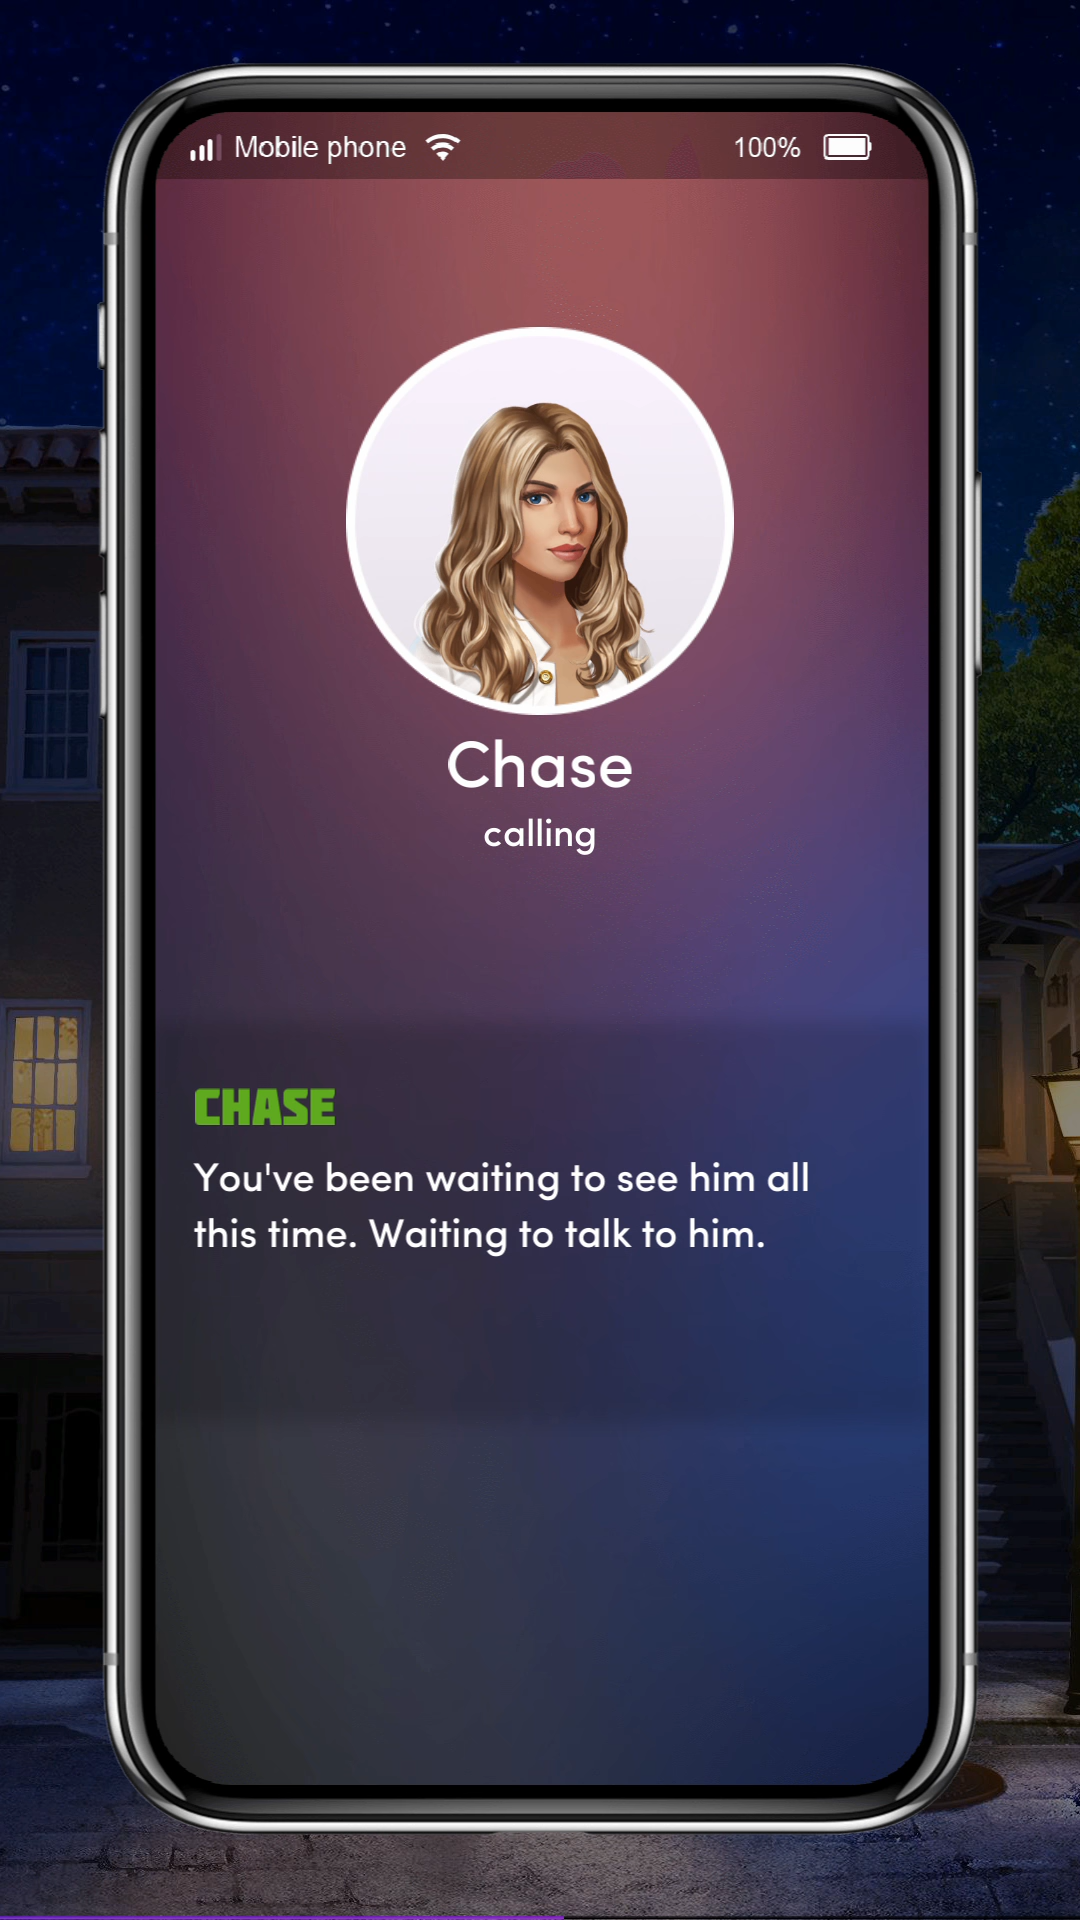 Mobile phone 100%
Chase
calling
CHASE
You've been waiting to see him all
this time. Waiting to talk to him.